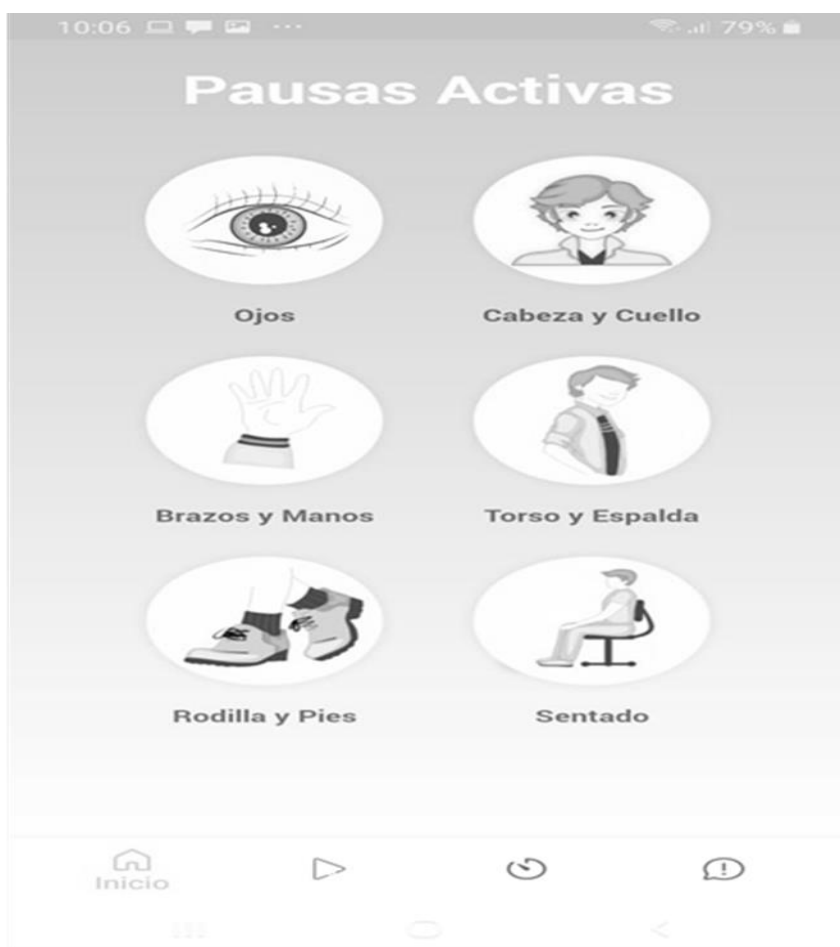 10:06 79%
Pausas Activas
Ojos
Cabeza y Cuello
Brazos y Manos
Torso y Espalda
Rodilla y Pies
Sentado
Inicio